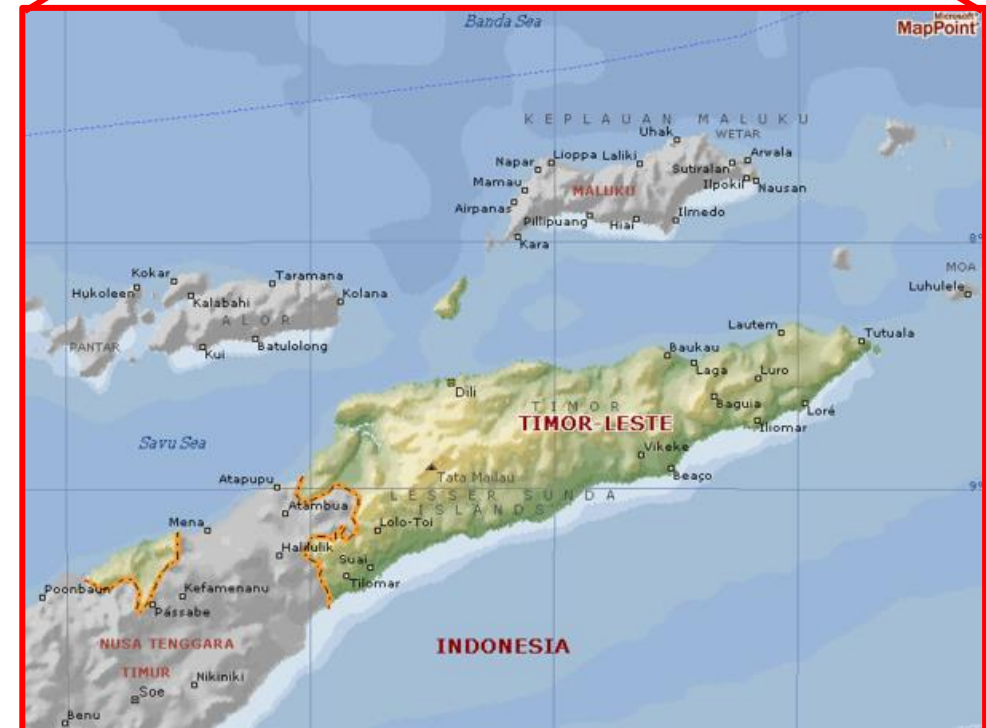 Banda Sea
Microsoft
MapPoint
KEPLAUAN MALUKU
Uhak
WETAR
Napar
Lioppa
Laliki
Arwala
Sutiralan
Mamau
MALUKU
Ilpokil
Nausan
Airpanas
Pillipuang
Hiai
Ilmedo
Kara
8°
MOA
Kokar
Taramana
Hukoleen
Kalabahi
Kolana
Luhulele
ALOR
PANTAR
Kui
Batulolong
Lautem
Tutuala
Baukau
Laga
Luro
Dili
TIMOR
Baguia
Loré
TIMOR-LESTE
Iliomar
Savu Sea
Vikeke
Beaço
Tata Mailau
Atapupu
9°
LESSER SUNDA
ISLANDS
Atambua
Mena
Lolo-Toi
Halilulik
Suai
Tilomar
Poonbaun
Kefamenanu
Pássabe
NUSA TENGGARA
TIMUR
INDONESIA
Nikiniki
Soe
Benu